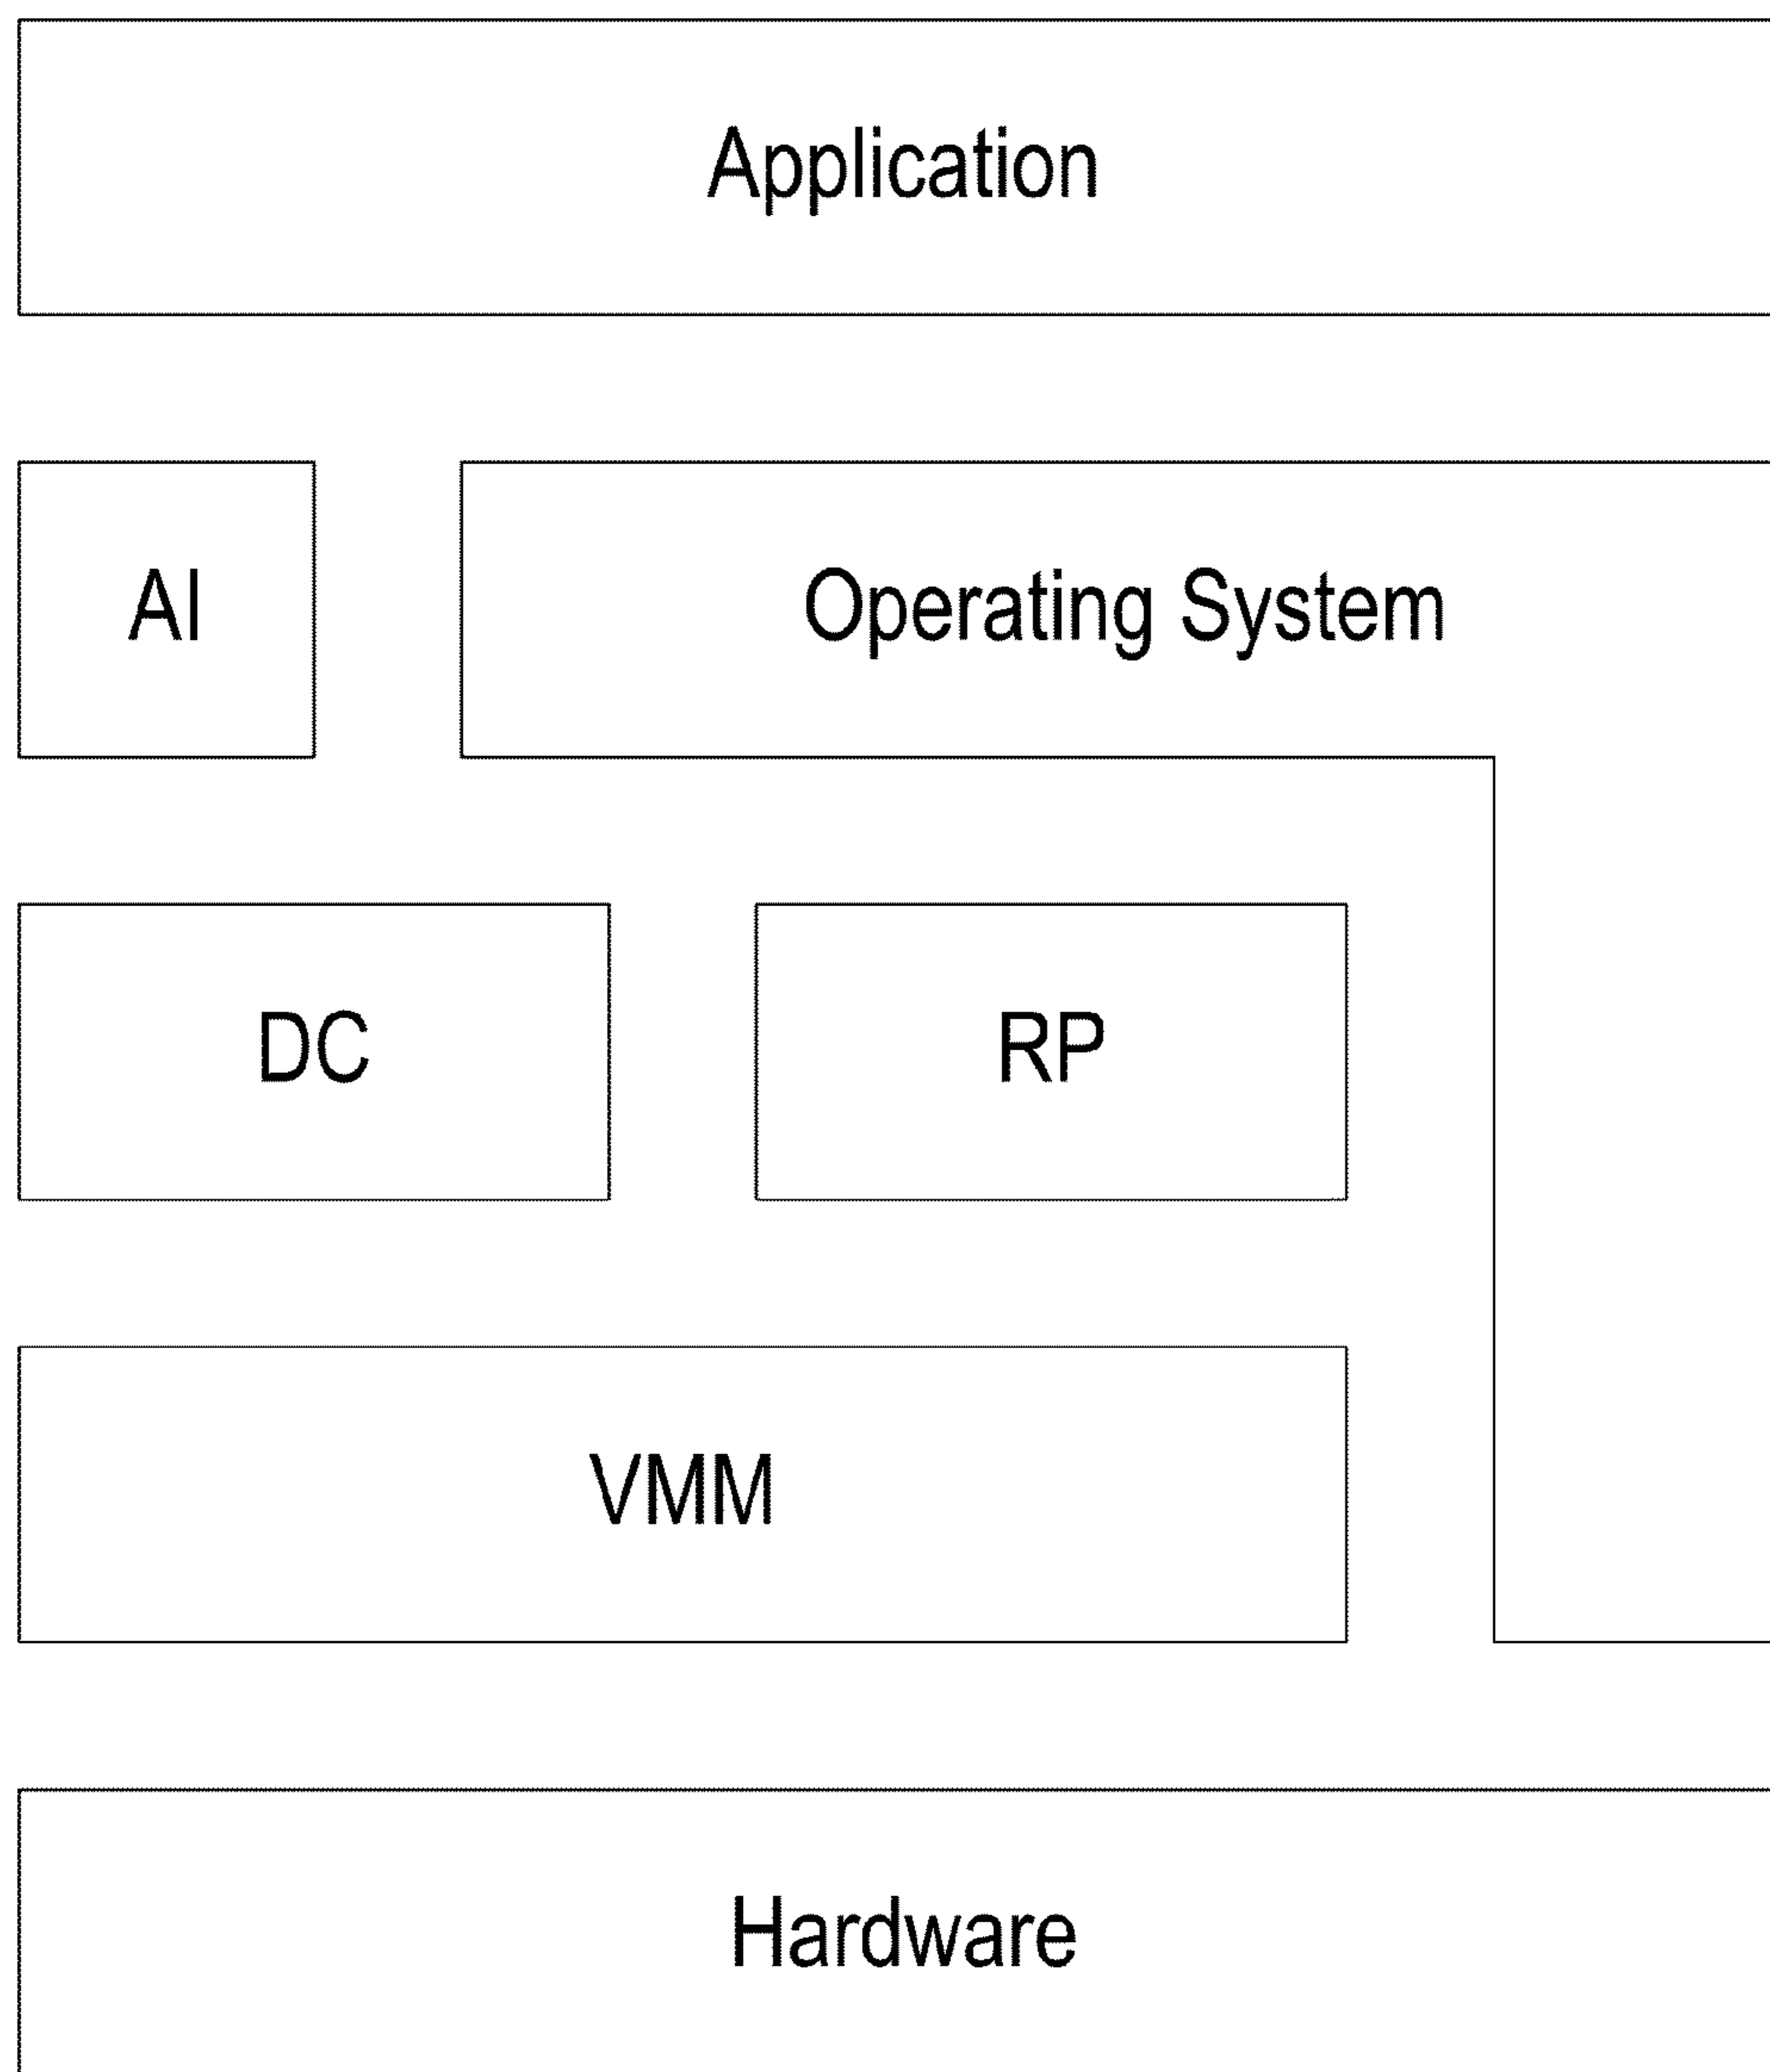 Application
AI
Operating System
DC
RP
VMM
Hardware